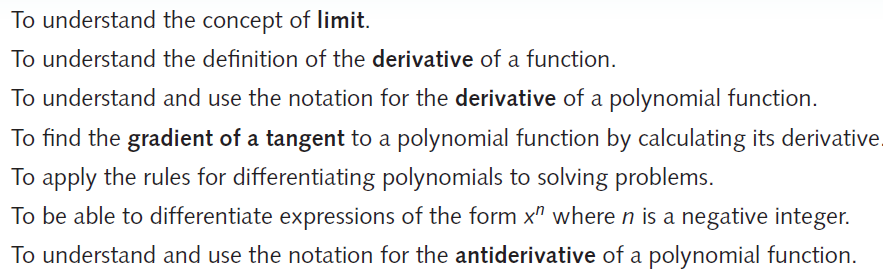 To understand the concept of limit.
To understand the definition of the derivative of a function.
To understand and use the notation for the derivative of a polynomial function.
To find the gradient of a tangent to a polynomial function by calculating its derivative.
To apply the rules for differentiating polynomials to solving problems.
To be able to differentiate expressions of the form xⁿ where n is a negative integer.
To understand and use the notation for the antiderivative of a polynomial function.